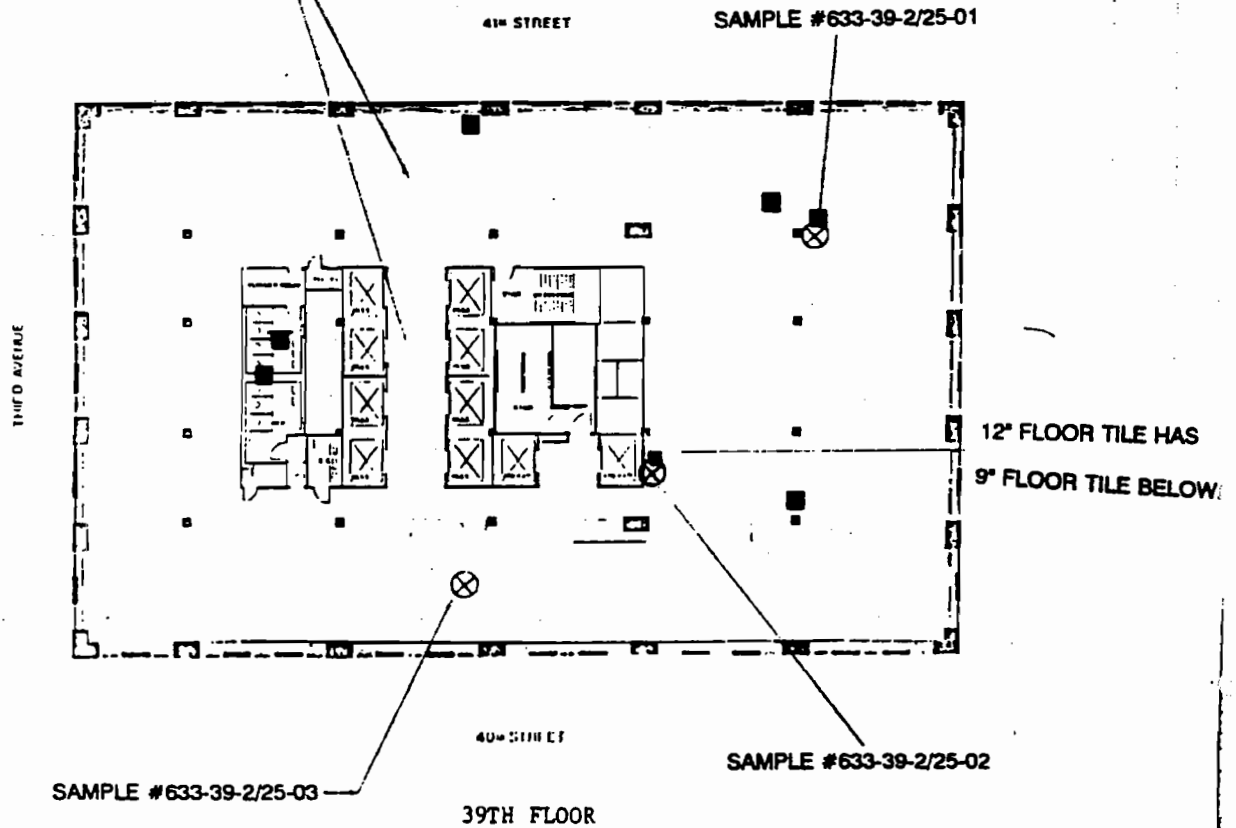 41st STREET
SAMPLE #633-39-2/25-01
THIRD AVENUE
12" FLOOR TILE HAS
9" FLOOR TILE BELOW
40th STREET
SAMPLE #633-39-2/25-02
SAMPLE #633-39-2/25-03
39TH FLOOR